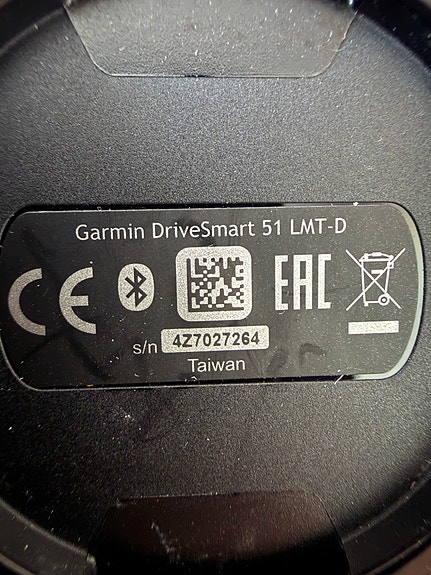 Garmin DriveSmart 51 LMT-D
CE EAC
s/n 4Z7027264
Taiwan